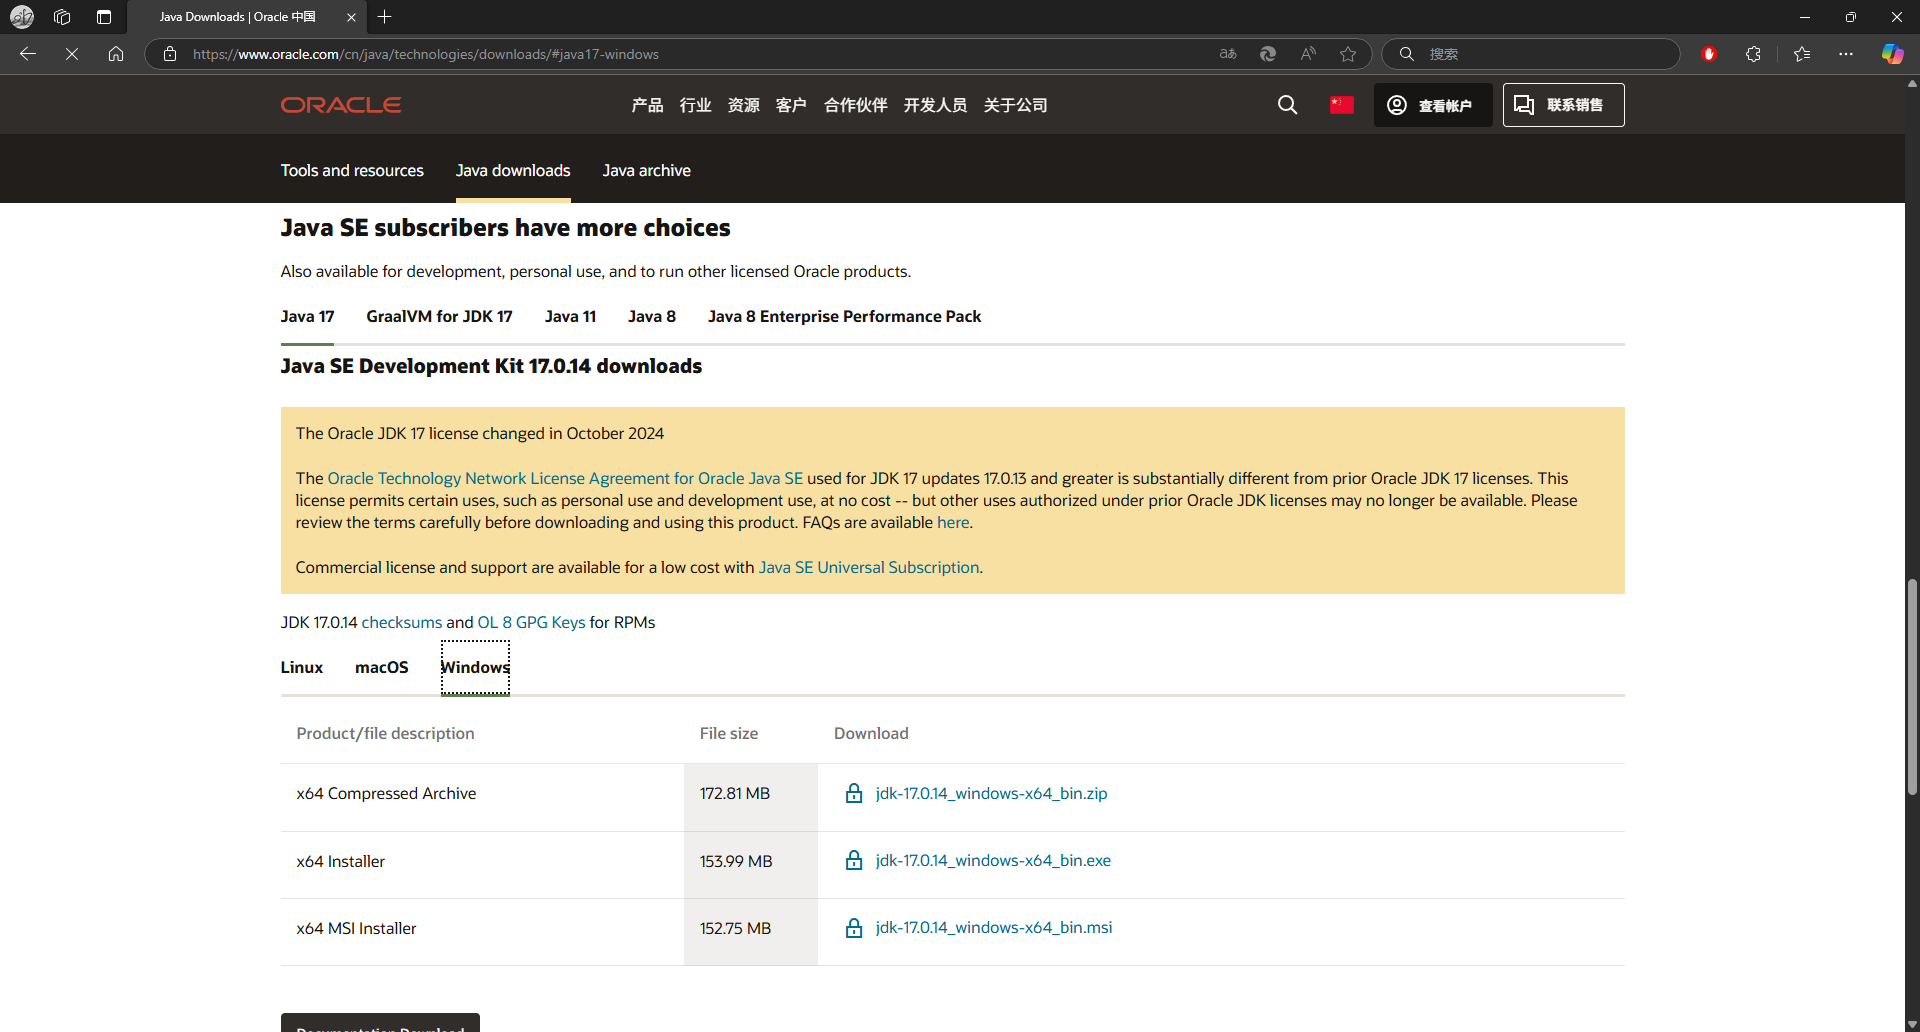 Java Downloads | Oracle 中国
https://www.oracle.com/cn/java/technologies/downloads/#java17-windows
搜索
ORACLE
产品 行业 资源 客户 合作伙伴 开发人员 关于公司
查看帐户
联系销售
Tools and resources Java downloads Java archive
Java SE subscribers have more choices
Also available for development, personal use, and to run other licensed Oracle products.
Java 17 GraalVM for JDK 17 Java 11 Java 8 Java 8 Enterprise Performance Pack
Java SE Development Kit 17.0.14 downloads
The Oracle JDK 17 license changed in October 2024
The Oracle Technology Network License Agreement for Oracle Java SE used for JDK 17 updates 17.0.13 and greater is substantially different from prior Oracle JDK 17 licenses. This
license permits certain uses, such as personal use and development use, at no cost -- but other uses authorized under prior Oracle JDK licenses may no longer be available. Please
review the terms carefully before downloading and using this product. FAQs are available here.
Commercial license and support are available for a low cost with Java SE Universal Subscription.
JDK 17.0.14 checksums and OL 8 GPG Keys for RPMs
Linux macOS Windows
Product/file description File size Download
x64 Compressed Archive 172.81 MB jdk-17.0.14_windows-x64_bin.zip
x64 Installer 153.99 MB jdk-17.0.14_windows-x64_bin.exe
x64 MSI Installer 152.75 MB jdk-17.0.14_windows-x64_bin.msi
Documentation Download